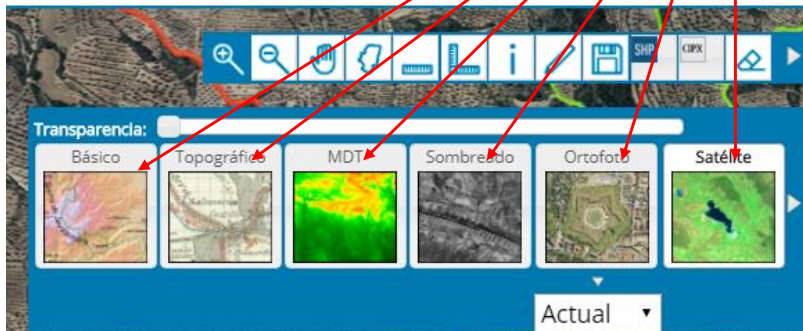 SHP GPX
Transparencia:
Básico Topográfico MDT Sombreado Ortofoto Satélite
Actual